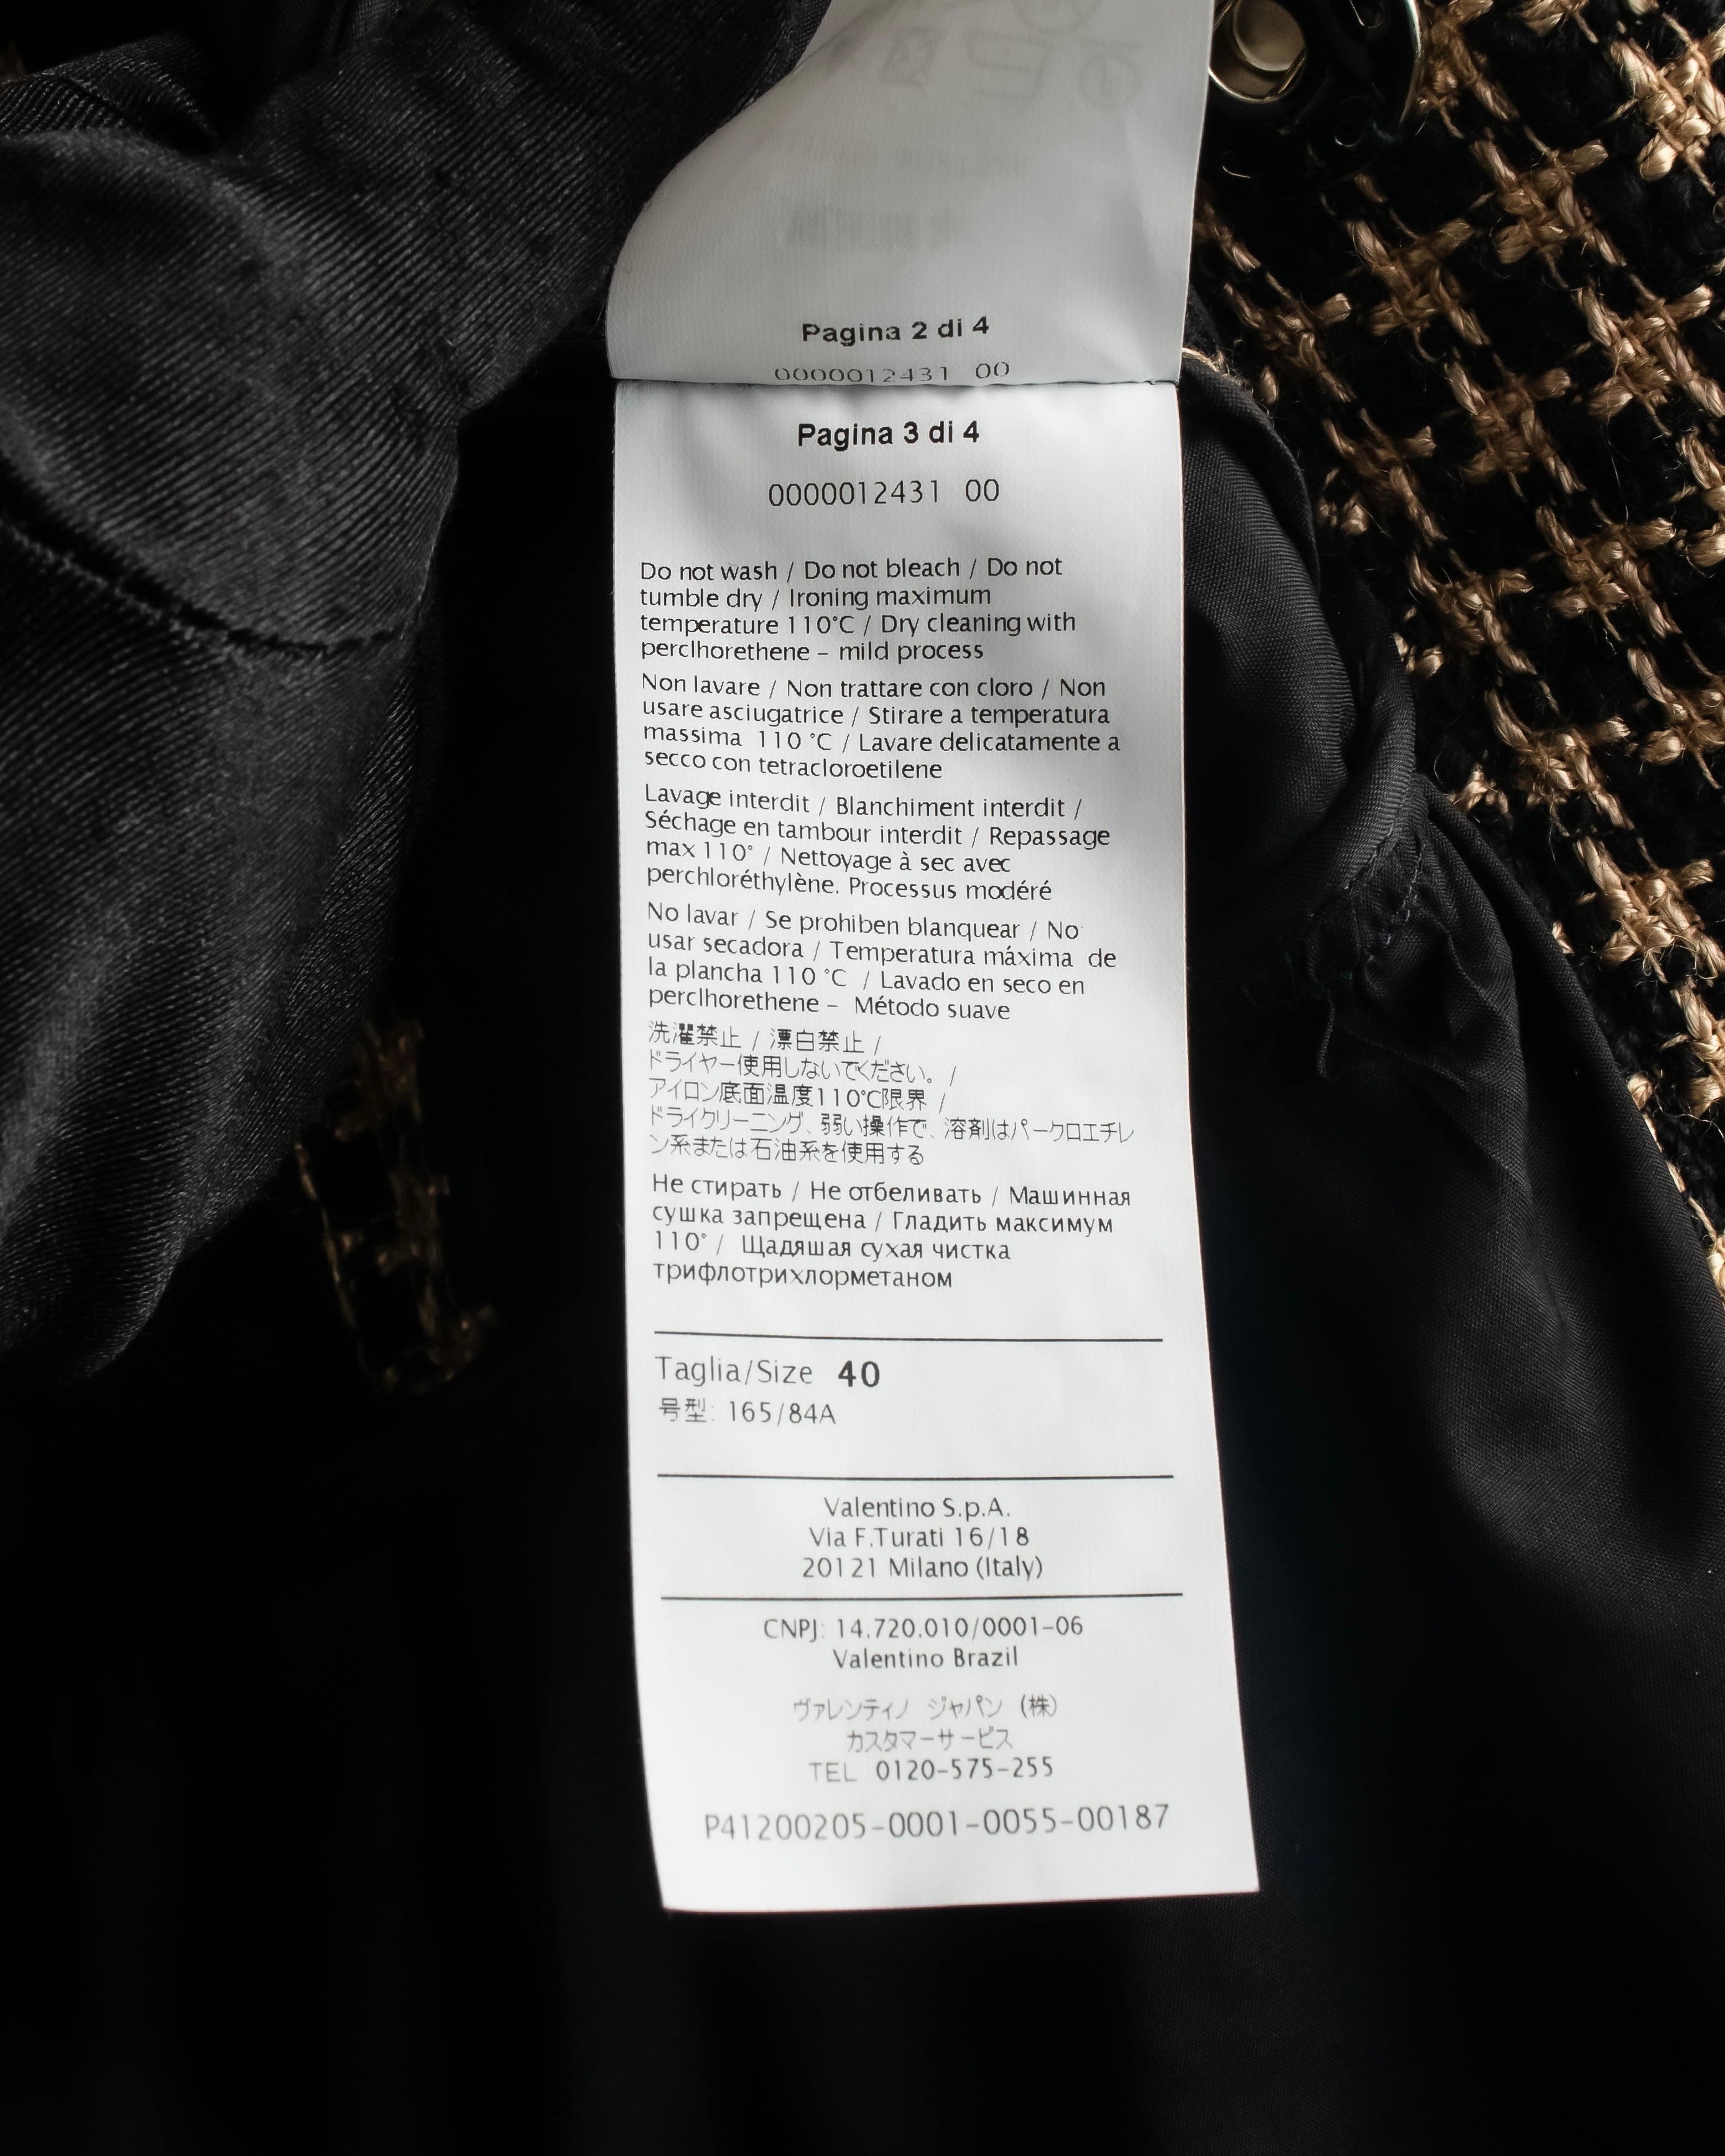 Pagina 2 di 4
0000012431 00
Pagina 3 di 4
0000012431 00
Do not wash / Do not bleach / Do not
tumble dry / Ironing maximum
temperature 110°C / Dry cleaning with
perclhorethene – mild process
Non lavare / Non trattare con cloro / Non
usare asciugatrice / Stirare a temperatura
massima 110 °C / Lavare delicatamente a
secco con tetracloroetilene
Lavage interdit / Blanchiment interdit /
Séchage en tambour interdit / Repassage
max 110° / Nettoyage à sec avec
perchloréthylène. Processus modéré
No lavar / Se prohiben blanquear / No
usar secadora / Temperatura máxima de
la plancha 110 °C / Lavado en seco en
perclhorethene – Método suave
洗濯禁止 / 漂白禁止 /
ドライヤー使用しないでください。 /
アイロン底面温度110℃限界 /
ドライクリーニング、弱い操作で、溶剤はパークロエチレ
ン系または石油系を使用する
Не стирать / Не отбеливать / Машинная
сушка запрещена / Гладить максимум
110° / Щадяшая сухая чистка
трифлотрихлорметаном
Taglia/Size 40
号型: 165/84A
Valentino S.p.A.
Via F.Turati 16/18
20121 Milano (Italy)
CNPJ: 14.720.010/0001-06
Valentino Brazil
ヴァレンティノ ジャパン (株)
カスタマーサービス
TEL 0120-575-255
P41200205-0001-0055-00187